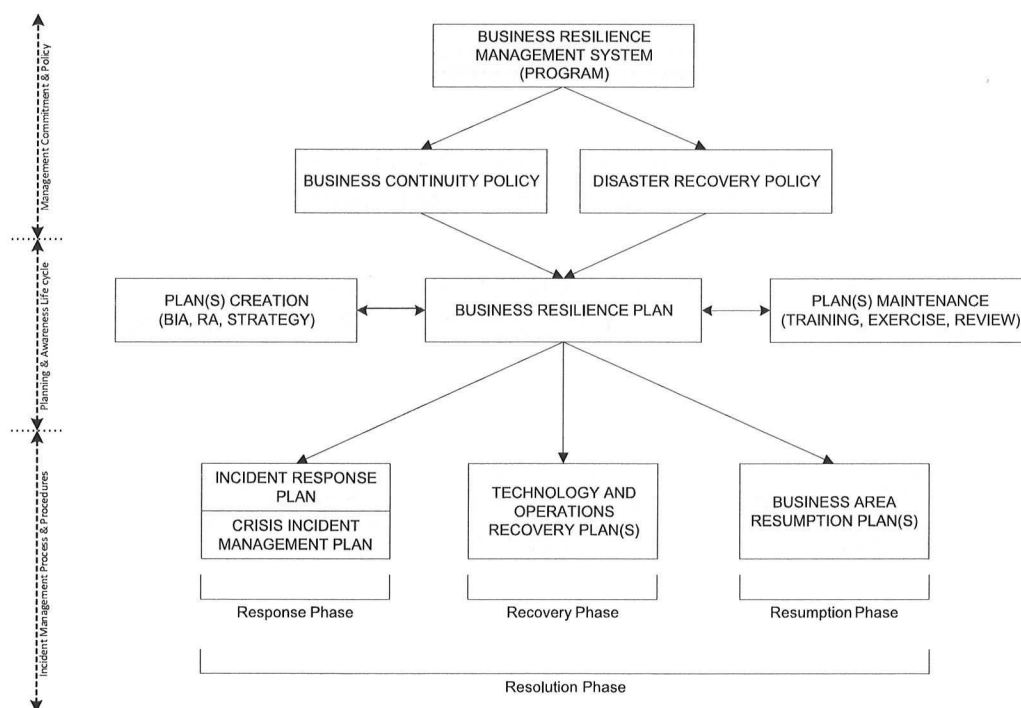 BUSINESS RESILIENCE
MANAGEMENT SYSTEM
(PROGRAM)
Management Commitment & Policy
BUSINESS CONTINUITY POLICY
DISASTER RECOVERY POLICY
Planning & Awareness Life cycle
PLAN(S) CREATION
(BIA, RA, STRATEGY)
BUSINESS RESILIENCE PLAN
PLAN(S) MAINTENANCE
(TRAINING, EXERCISE, REVIEW)
Incident Management Process & Procedures
INCIDENT RESPONSE
PLAN
CRISIS INCIDENT
MANAGEMENT PLAN
TECHNOLOGY AND
OPERATIONS
RECOVERY PLAN(S)
BUSINESS AREA
RESUMPTION PLAN(S)
Response Phase
Recovery Phase
Resumption Phase
Resolution Phase